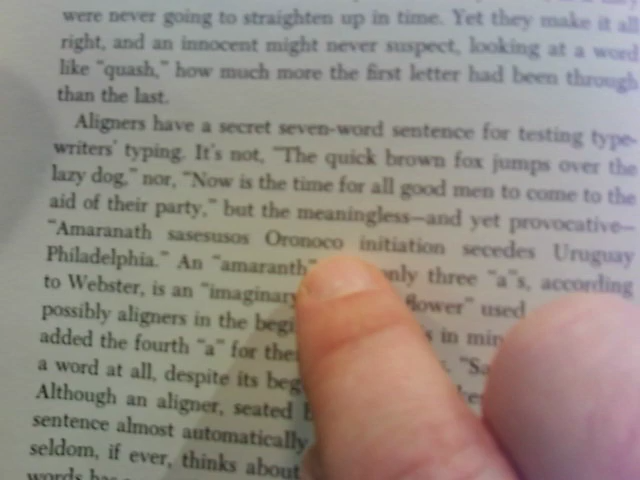 were never going to straighten up in time. Yet they make it all
right, and an innocent might never suspect, looking at a word
like "quash," how much more the first letter had been through
than the last.
Aligners have a secret seven-word sentence for testing type-
writers' typing. It's not, "The quick brown fox jumps over the
lazy dog," nor, "Now is the time for all good men to come to the
aid of their party," but the meaningless—and yet provocative—
"Amaranath sasesusos Oronoco initiation secedes Uruguay
Philadelphia." An "amaranth" only three "a"s, according
to Webster, is an "imaginary flower" used
possibly aligners in the in
added the fourth "a" for
a word at all, despite its
Although an aligner, seated
sentence almost automatically
seldom, if ever, thinks about
words